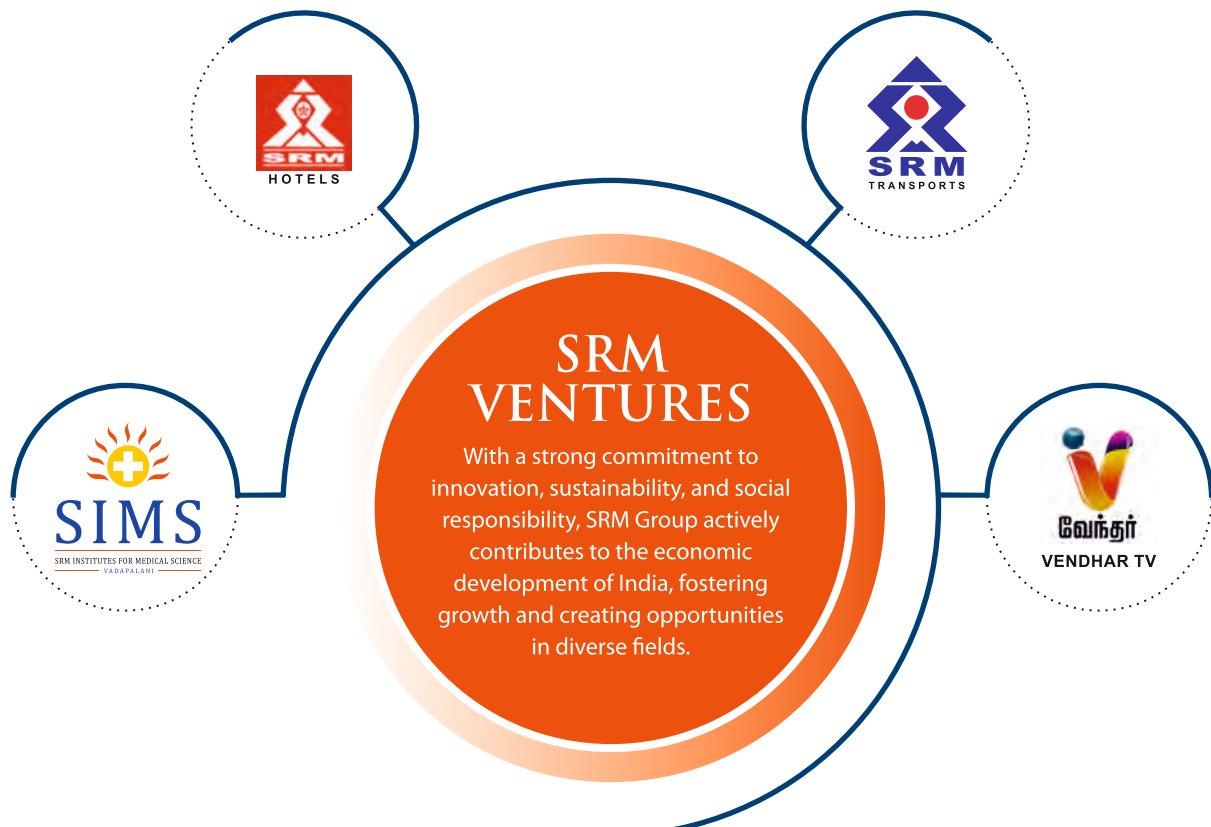 SRM
HOTELS
SRM
TRANSPORTS
SRM
VENTURES
With a strong commitment to
innovation, sustainability, and social
responsibility, SRM Group actively
contributes to the economic
development of India, fostering
growth and creating opportunities
in diverse fields.
SIMS
SRM INSTITUTES FOR MEDICAL SCIENCE
VADAPALANI
வேந்தர்
VENDHAR TV